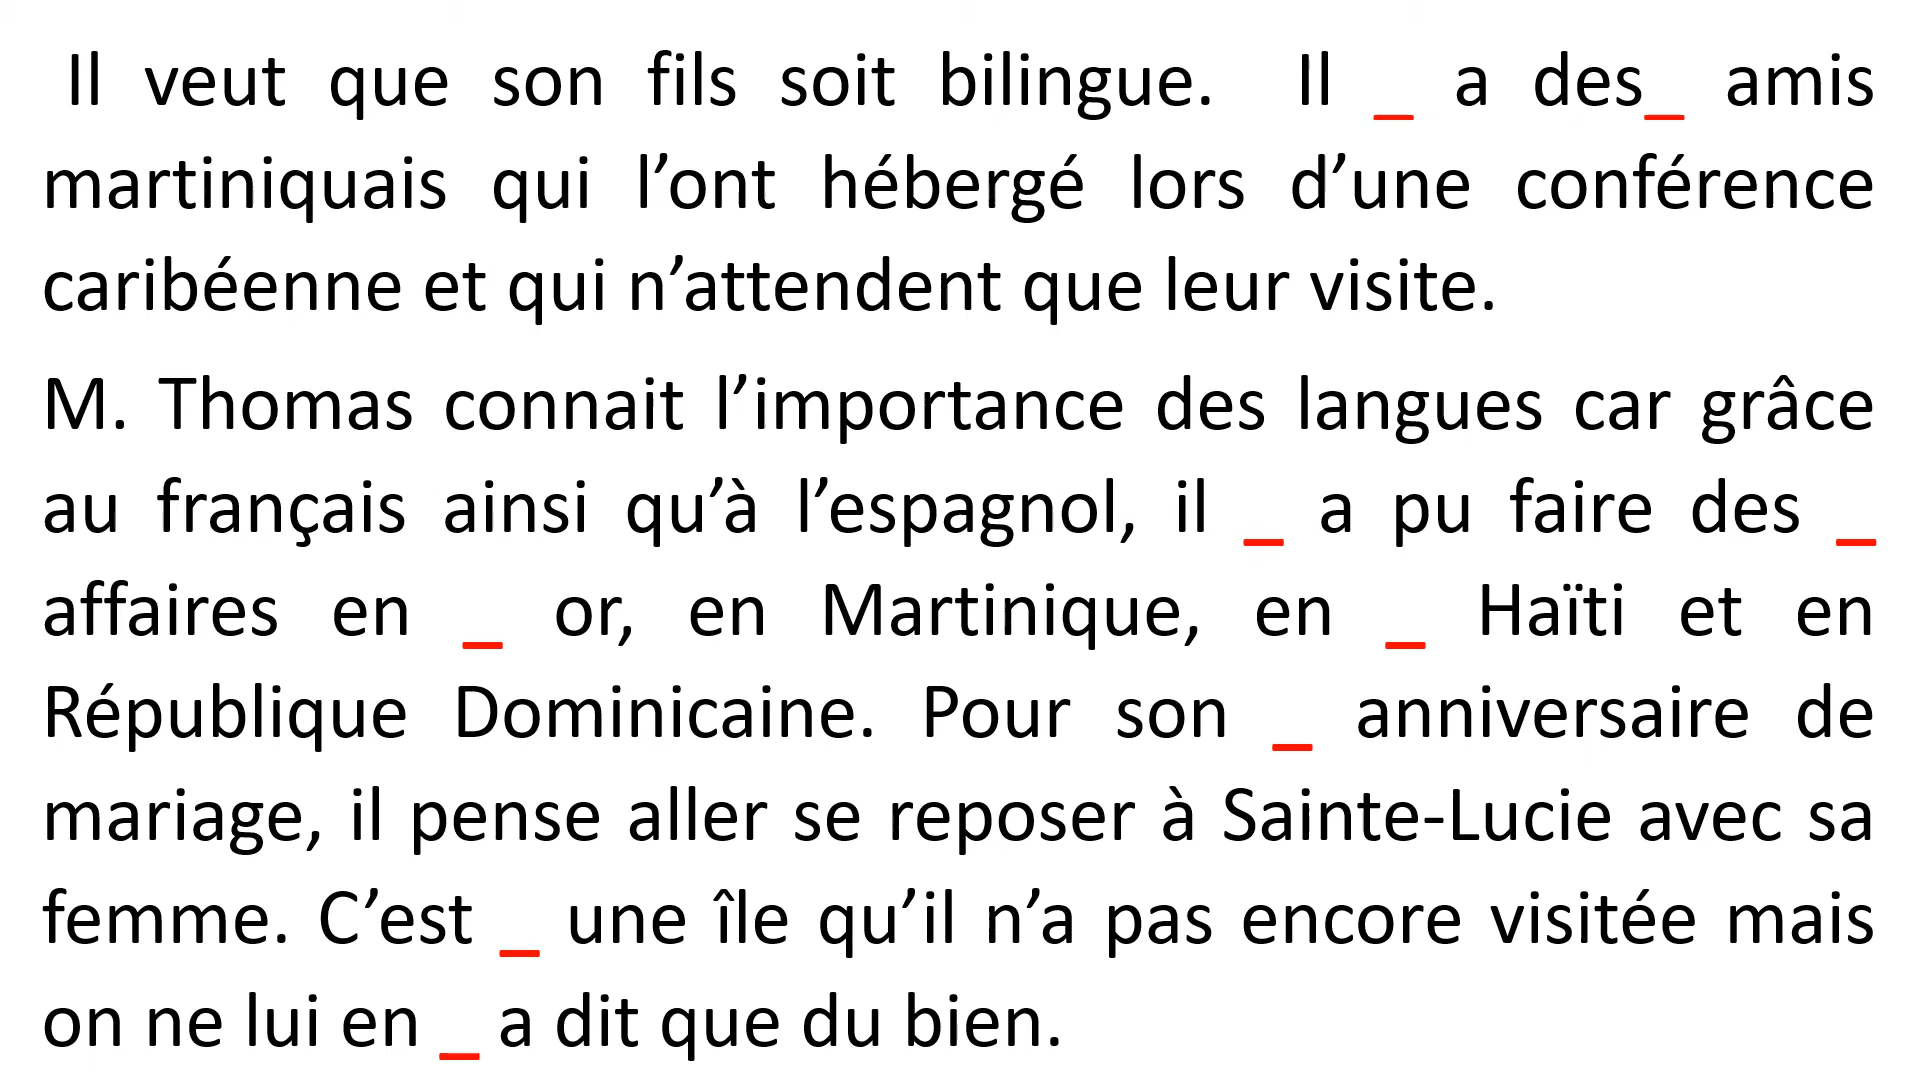 Il veut que son fils soit bilingue. Il _ a des_ amis
martiniquais qui l’ont hébergé lors d’une conférence
caribéenne et qui n’attendent que leur visite.
M. Thomas connait l’importance des langues car grâce
au français ainsi qu’à l’espagnol, il _ a pu faire des _
affaires en _ or, en Martinique, en _ Haïti et en
République Dominicaine. Pour son _ anniversaire de
mariage, il pense aller se reposer à Sainte-Lucie avec sa
femme. C’est _ une île qu’il n’a pas encore visitée mais
on ne lui en _ a dit que du bien.